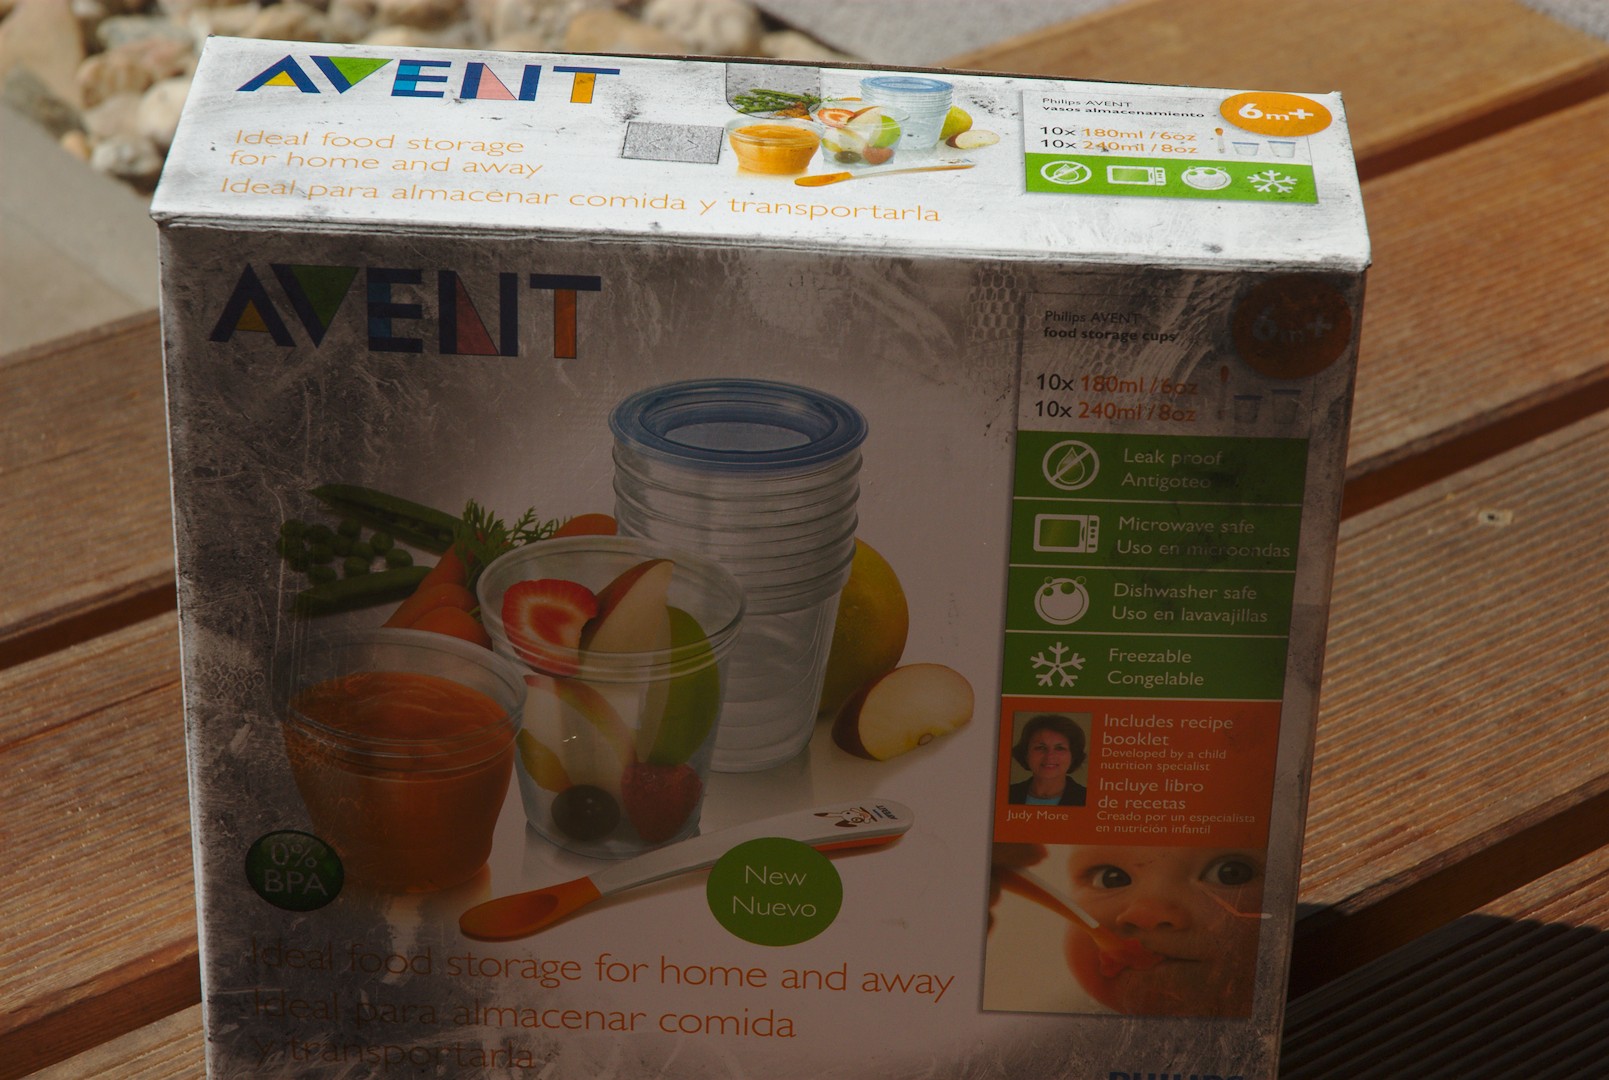 AVENT
Ideal food storage
for home and away
Ideal para almacenar comida y transportarla
Philips AVENT
vasos almacenamiento
6m+
10x 180ml / 6oz
10x 240ml / 8oz
AVENT
Philips AVENT
food storage cups
6m+
10x 180ml / 6oz
10x 240ml / 8oz
Leak proof
Antigoteo
Microwave safe
Uso en microondas
Dishwasher safe
Uso en lavavajillas
Freezable
Congelable
Includes recipe
booklet
Developed by a child
nutrition specialist
Incluye libro
de recetas
Creado por un especialista
en nutrición infantil
Judy More
0%
BPA
New
Nuevo
Ideal food storage for home and away
Ideal para almacenar comida
y transportarla
PHILIPS